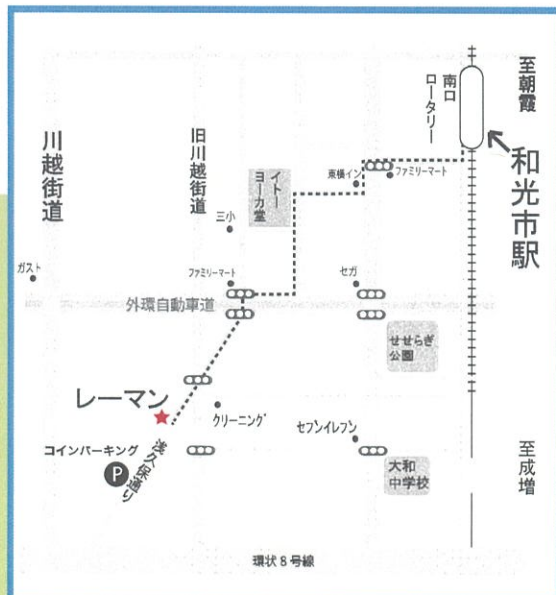 至朝霞
南口
ロータリー
和光市駅
川越街道
旧川越街道
イトー
ヨーカ堂
東横イン
ファミリーマート
三小
ガスト
ファミリーマート
セガ
外環自動車道
せせらぎ
公園
レーマン
クリーニング
セブンイレブン
コインパーキング
P
浅久保通り
大和
中学校
至成増
環状8号線